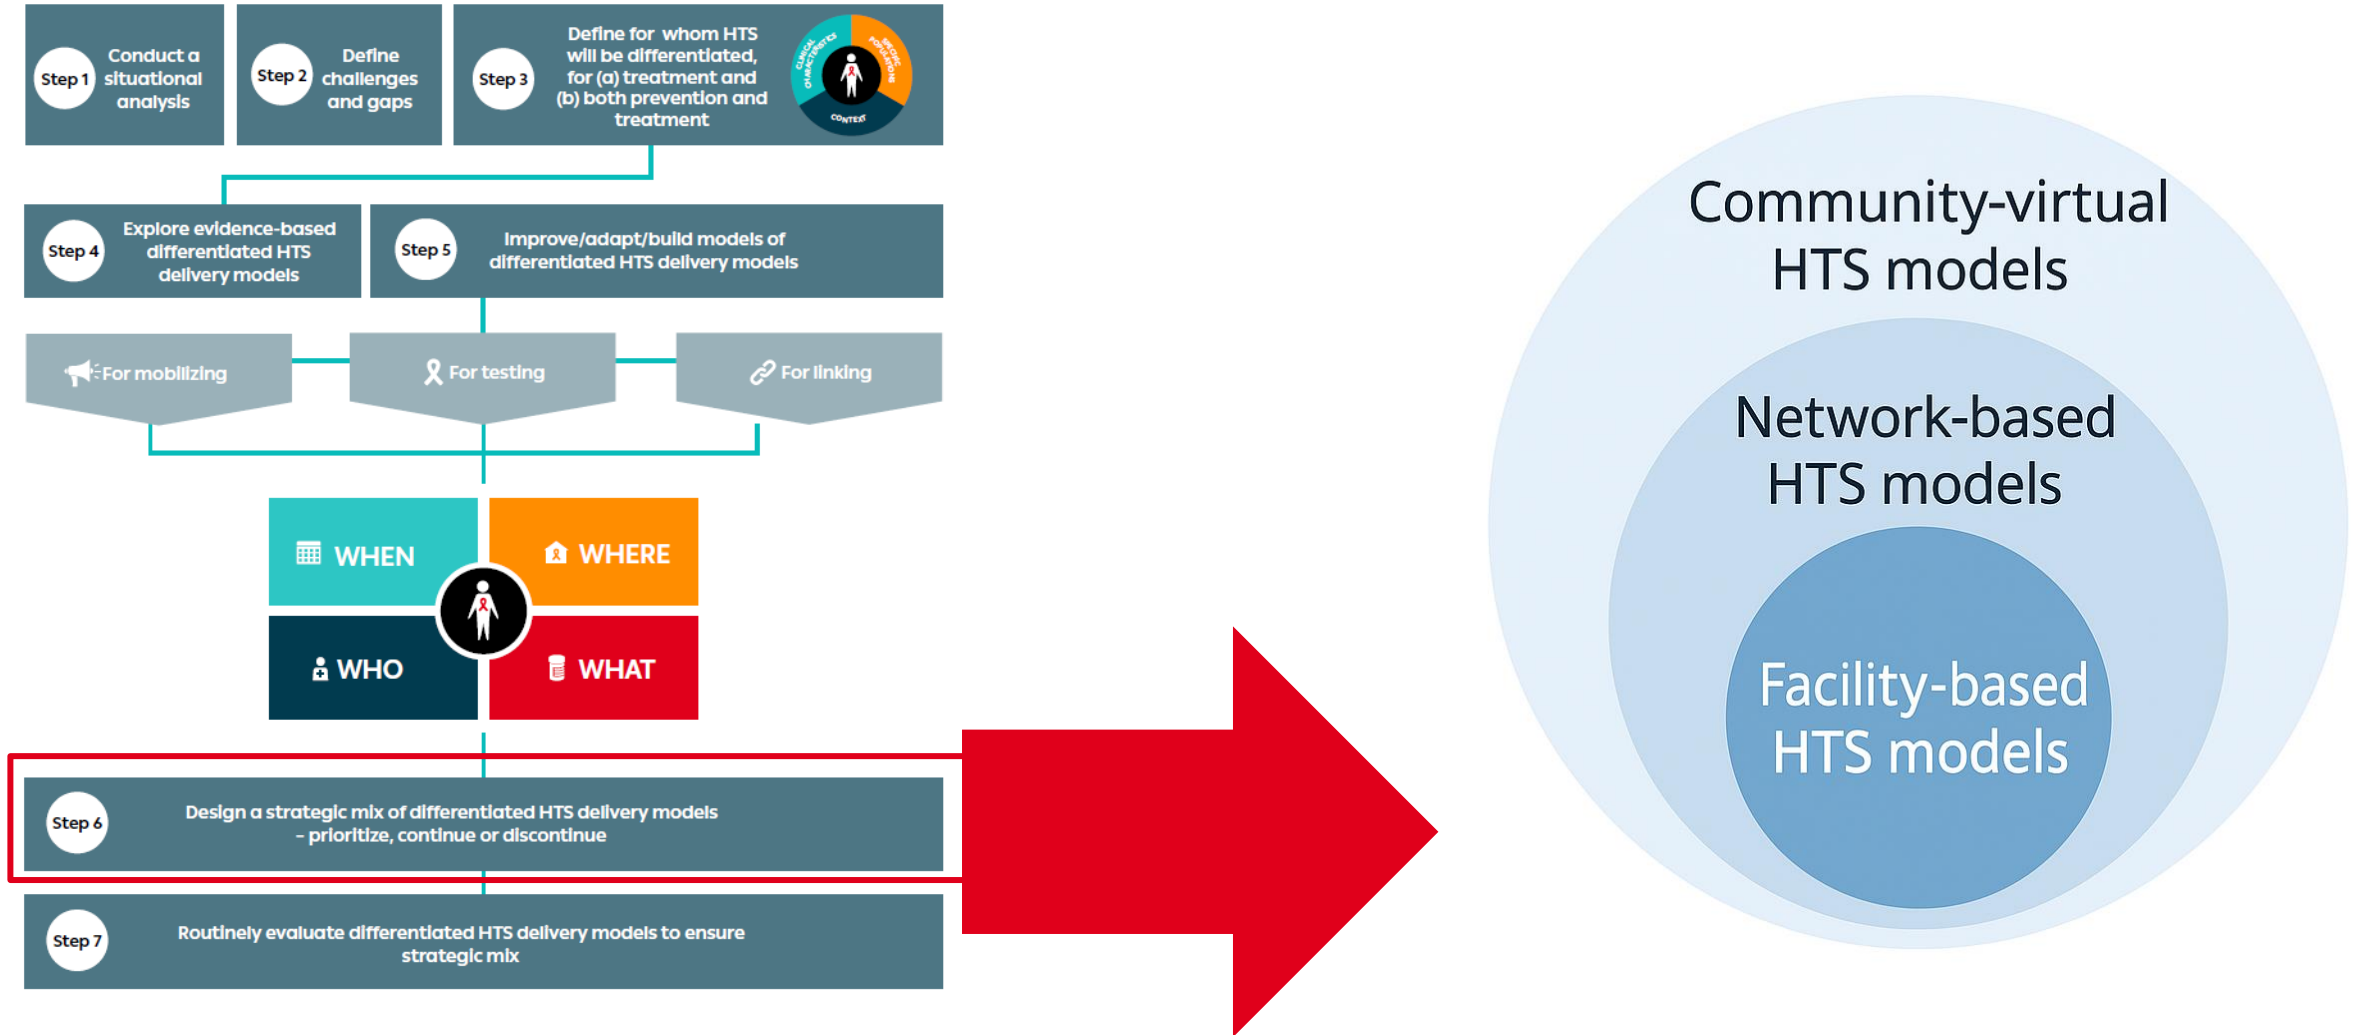 Step 1
Conduct a
situational
analysis
Step 2
Define
challenges
and gaps
Step 3
Define for whom HTS
will be differentiated,
for (a) treatment and
(b) both prevention and
treatment
CLINICAL
CHARACTERISTICS
SPECIFIC
POPULATIONS
CONTEXT
Step 4
Explore evidence-based
differentiated HTS
delivery models
Step 5
Improve/adapt/build models of
differentiated HTS delivery models
For mobilizing
For testing
For linking
WHEN
WHERE
WHO
WHAT
Step 6
Design a strategic mix of differentiated HTS delivery models
– prioritize, continue or discontinue
Step 7
Routinely evaluate differentiated HTS delivery models to ensure
strategic mix
Community-virtual
HTS models
Network-based
HTS models
Facility-based
HTS models